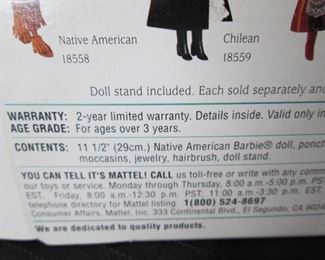 Native American
18558
Chilean
18559
Doll stand included. Each sold separately and
WARRANTY: 2-year limited warranty. Details inside. Valid only in
AGE GRADE: For ages over 3 years.
CONTENTS: 11 1/2" (29cm.) Native American Barbie® doll, ponch
moccasins, jewelry, hairbrush, doll stand.
YOU CAN TELL IT'S MATTEL! CALL us toll-free or write with any comm
our toys or service. Monday through Thursday, 8:00 a.m.-5:00 p.m. PST
EST. Friday, 8:00 a.m.-12:30 p.m. PST: 11:00 a.m.-3:30 p.m. EST.
telephone directory for Mattel listing. 1(800) 524-8697
Consumer Affairs, Mattel, Inc. 333 Continental Blvd., El Segundo, CA 9024
We are dedicated to quality products.